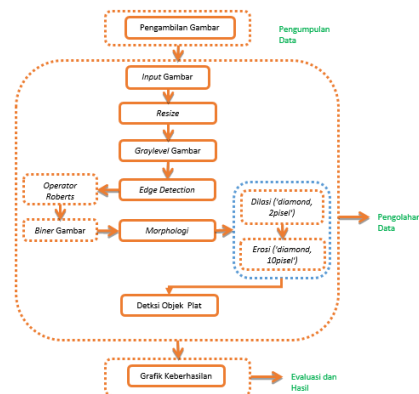 Pengambilan Gambar
Pengumpulan
Data
Input Gambar
Resize
Graylevel Gambar
Operator
Roberts
Edge Detection
Dilasi ('diamond,
2pisel')
Biner Gambar
Morphologi
Pengolahan
Data
Erosi ('diamond,
10pisel')
Detksi Objek Plat
Grafik Keberhasilan
Evaluasi dan
Hasil